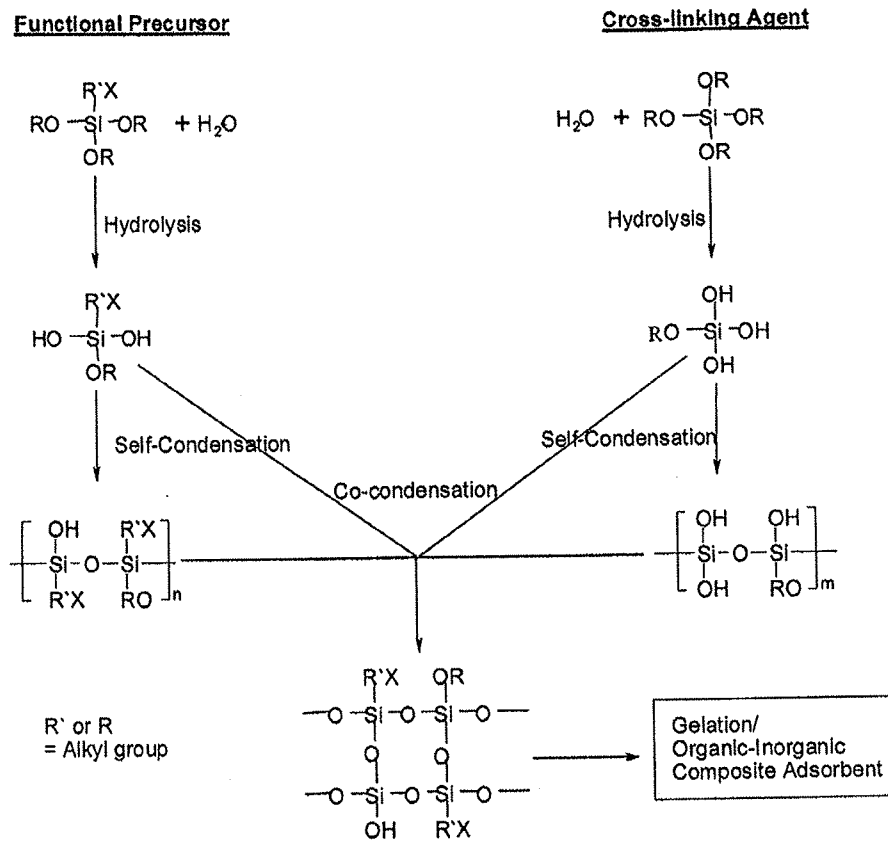 Functional Precursor
Cross-linking Agent
R`X
RO—Si—OR + H₂O
OR
OR
H₂O + RO—Si—OR
OR
Hydrolysis
Hydrolysis
R`X
HO—Si—OH
OR
OH
RO—Si—OH
OH
Self-Condensation
Self-Condensation
Co-condensation
OH R`X
Si—O—Si
R`X RO n
OH OH
Si—O—Si
OH RO m
R`X OR
O—Si—O—Si—O
O O
O—Si—O—Si—O
OH R`X
R` or R
= Alkyl group
Gelation/
Organic-Inorganic
Composite Adsorbent